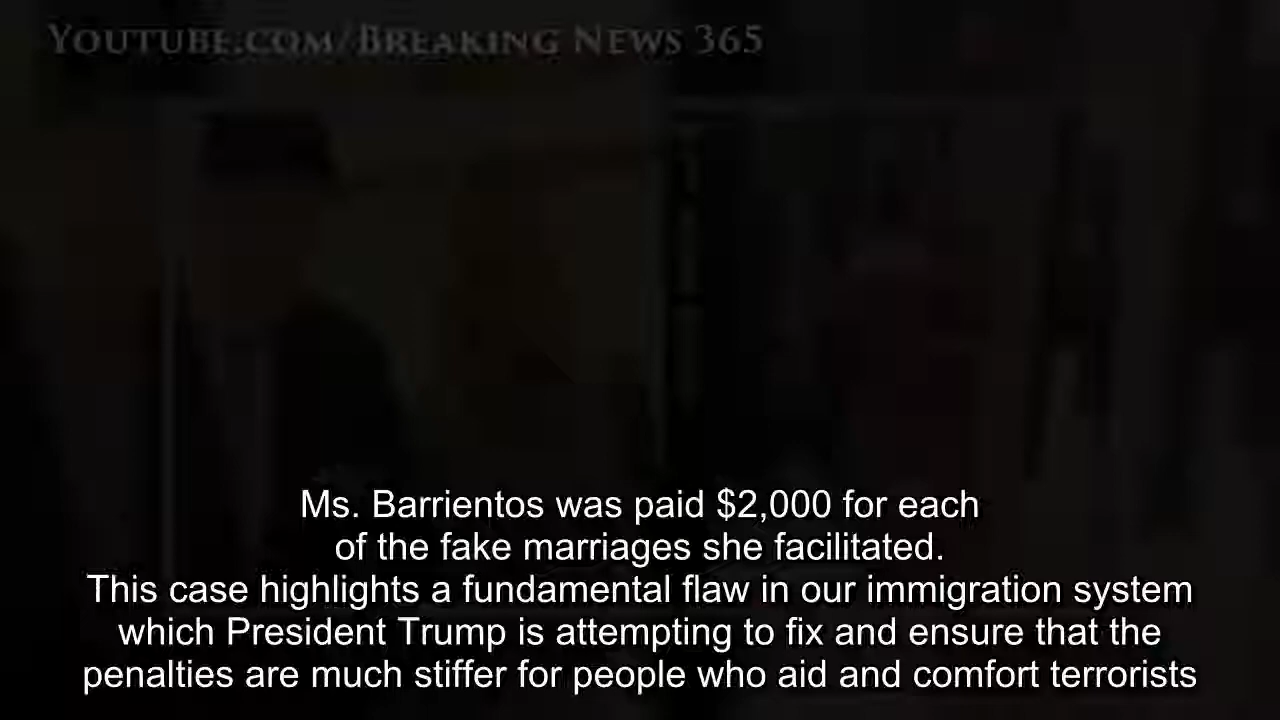 YOUTUBE.COM/BREAKING NEWS 365
Ms. Barrientos was paid $2,000 for each
of the fake marriages she facilitated.
This case highlights a fundamental flaw in our immigration system
which President Trump is attempting to fix and ensure that the
penalties are much stiffer for people who aid and comfort terrorists